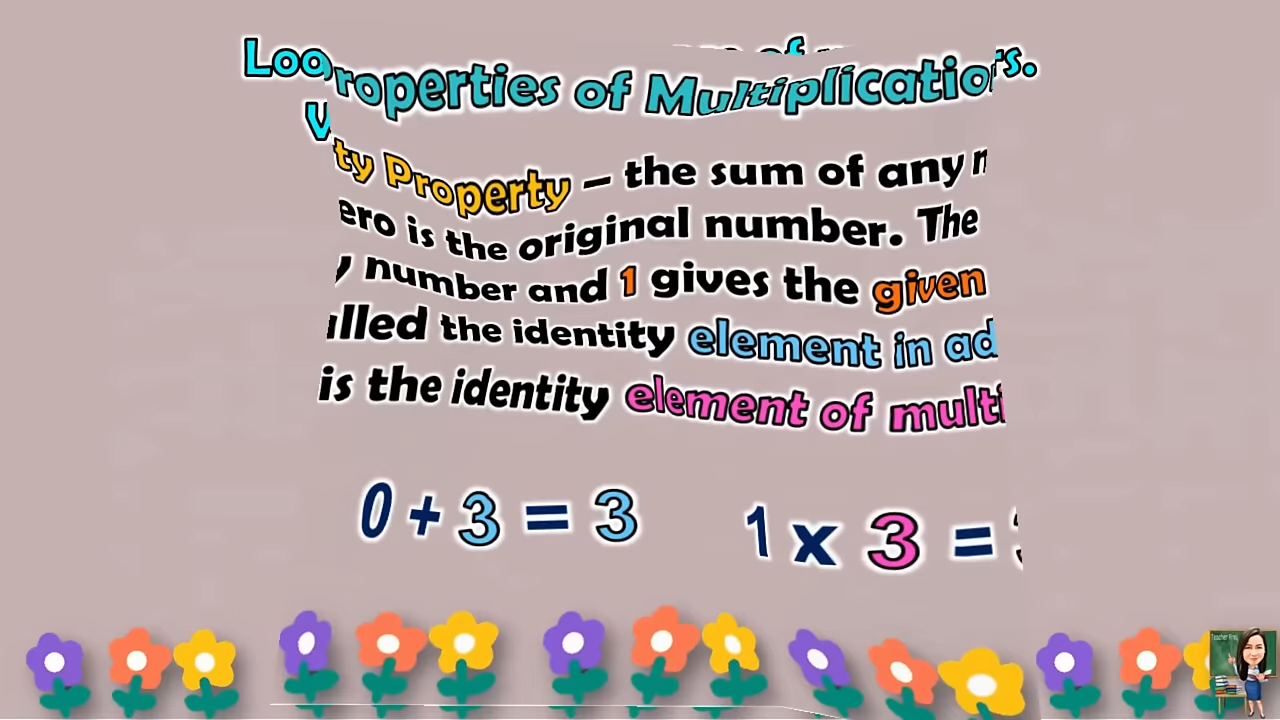 Loo of rs.
roperties of Multiplicatio
ty Property – the sum of any
ero is the original number. The
number and 1 gives the given
lled the identity element in ad
is the identity element of multi
0 + 3 = 3 1 x 3 =